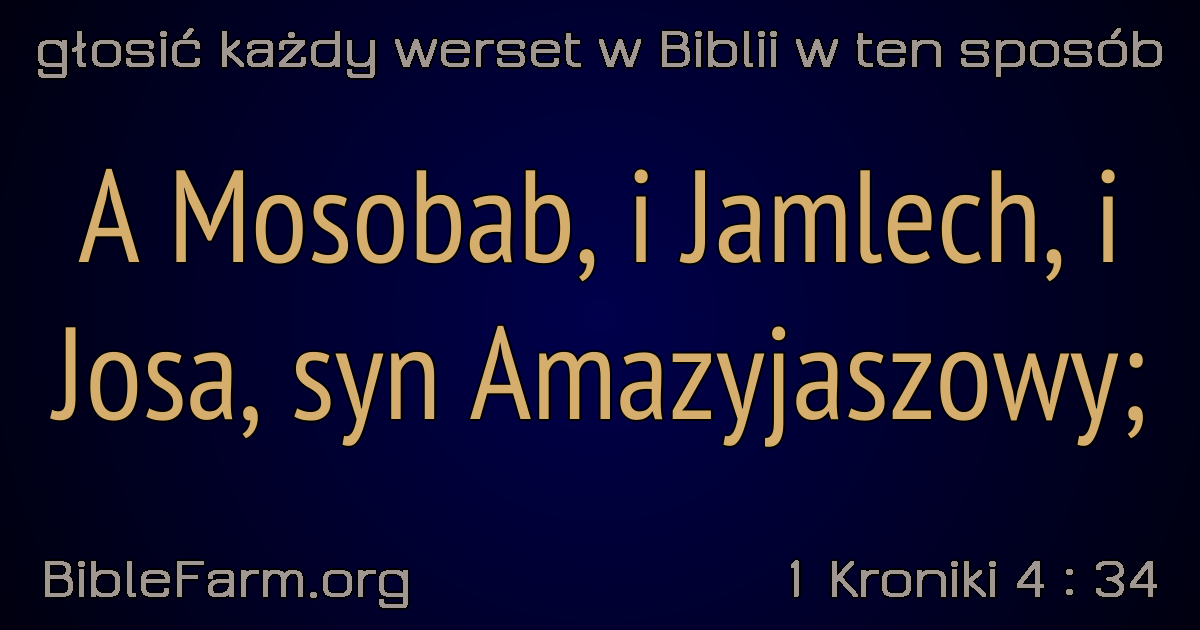 głosić każdy werset w Biblii w ten sposób
A Mosobab, i Jamlech, i
Josa, syn Amazyjaszowy;
BibleFarm.org
1 Kroniki 4 : 34